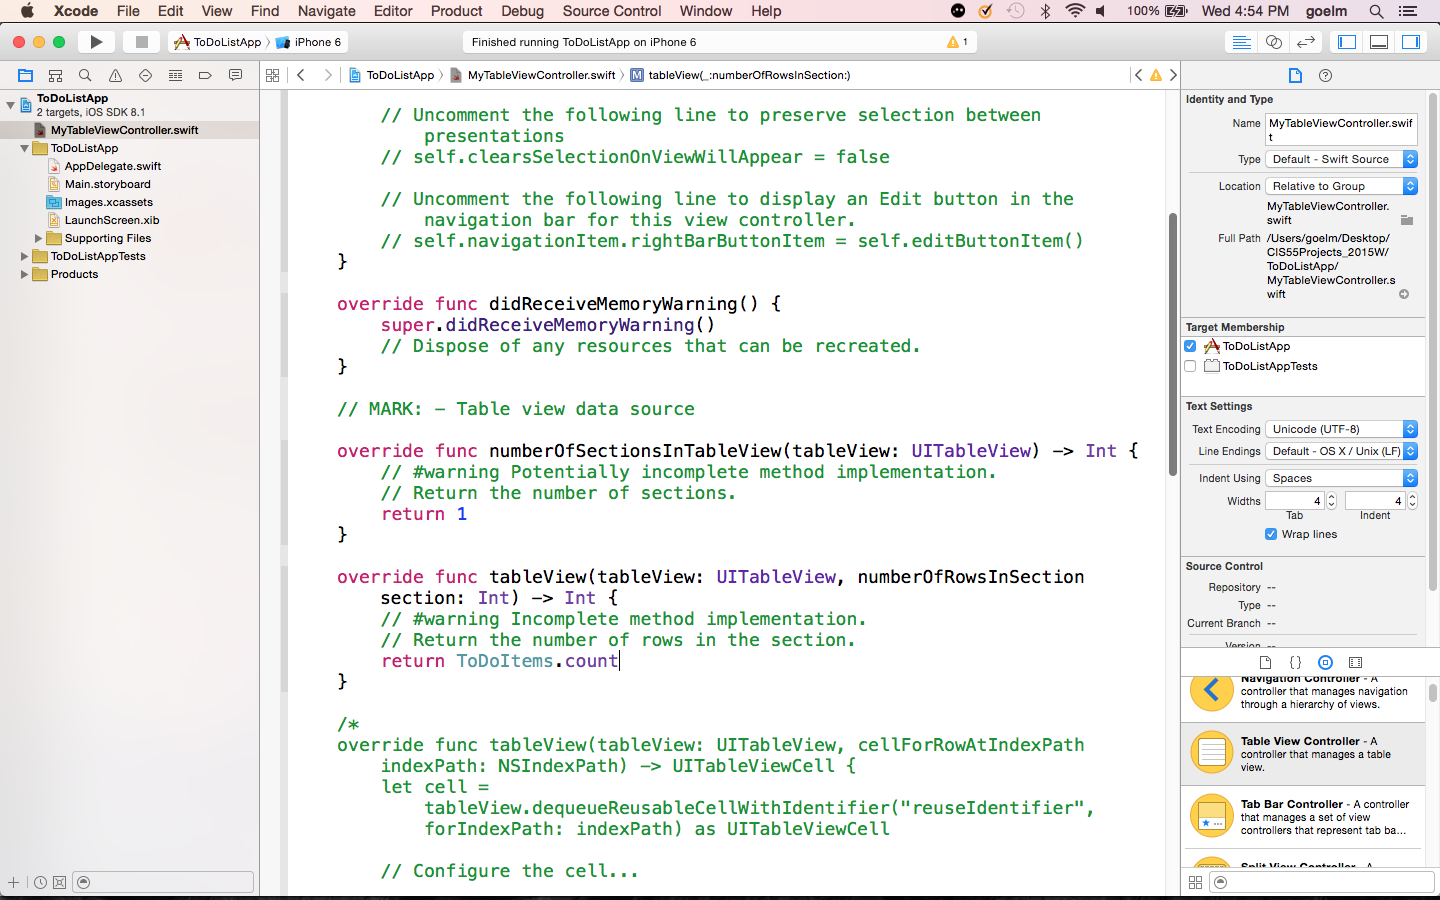 Xcode File Edit View Find Navigate Editor Product Debug Source Control Window Help 100% Wed 4:54 PM goelm
ToDoListApp iPhone 6
Finished running ToDoListApp on iPhone 6 1
ToDoListApp MyTableViewController.swift M tableView(_:numberOfRowsInSection:)
ToDoListApp
2 targets, iOS SDK 8.1
MyTableViewController.swift
ToDoListApp
AppDelegate.swift
Main.storyboard
Images.xcassets
LaunchScreen.xib
Supporting Files
ToDoListAppTests
Products
// Uncomment the following line to preserve selection between
presentations
// self.clearsSelectionOnViewWillAppear = false
// Uncomment the following line to display an Edit button in the
navigation bar for this view controller.
// self.navigationItem.rightBarButtonItem = self.editButtonItem()
}
override func didReceiveMemoryWarning() {
super.didReceiveMemoryWarning()
// Dispose of any resources that can be recreated.
}
// MARK: - Table view data source
override func numberOfSectionsInTableView(tableView: UITableView) -> Int {
// #warning Potentially incomplete method implementation.
// Return the number of sections.
return 1
}
override func tableView(tableView: UITableView, numberOfRowsInSection
section: Int) -> Int {
// #warning Incomplete method implementation.
// Return the number of rows in the section.
return ToDoItems.count
}
/*
override func tableView(tableView: UITableView, cellForRowAtIndexPath
indexPath: NSIndexPath) -> UITableViewCell {
let cell =
tableView.dequeueReusableCellWithIdentifier("reuseIdentifier",
forIndexPath: indexPath) as UITableViewCell
// Configure the cell...
Identity and Type
Name MyTableViewController.swif
t
Type Default - Swift Source
Location Relative to Group
MyTableViewController.
swift
Full Path /Users/goelm/Desktop/
CIS55Projects_2015W/
ToDoListApp/
MyTableViewController.s
wift
Target Membership
ToDoListApp
ToDoListAppTests
Text Settings
Text Encoding Unicode (UTF-8)
Line Endings Default - OS X / Unix (LF)
Indent Using Spaces
Widths 4 4
Tab Indent
Wrap lines
Source Control
Repository --
Type --
Current Branch --
Version --
{}
Navigation Controller - A
controller that manages navigation
through a hierarchy of views.
Table View Controller - A
controller that manages a table
view.
Tab Bar Controller - A controller
that manages a set of view
controllers that represent tab ba...
Split View Controller - A